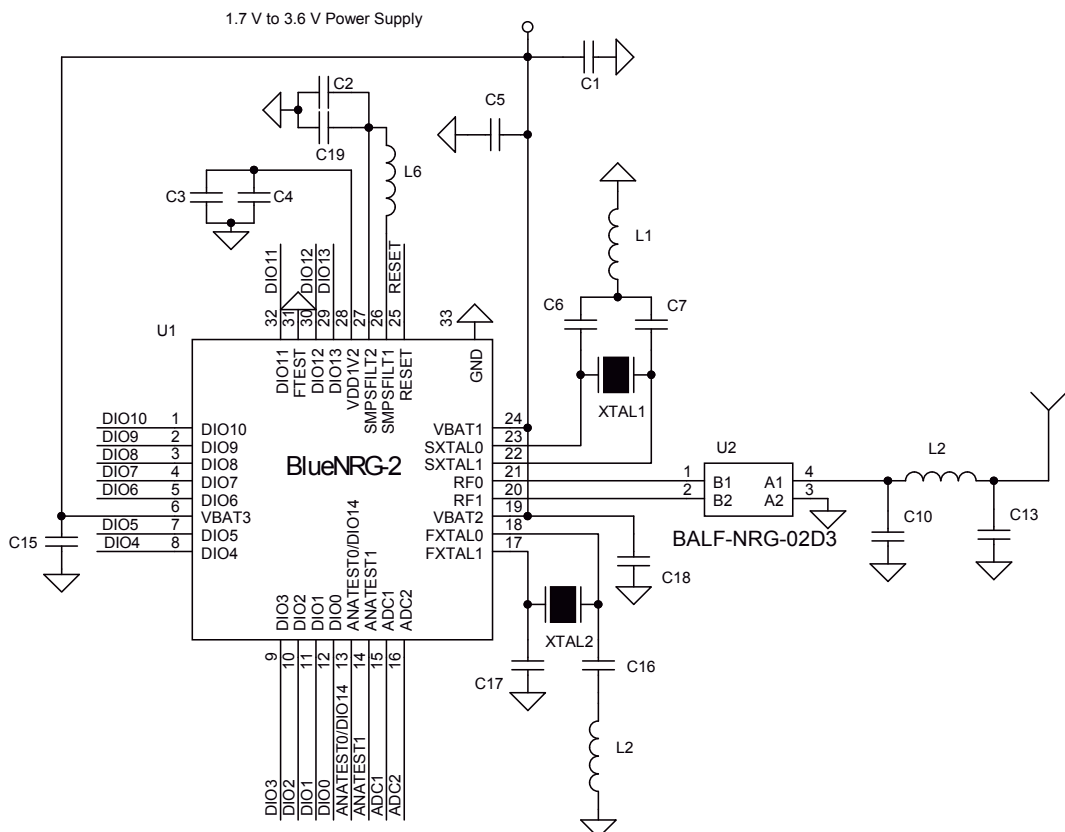 1.7 V to 3.6 V Power Supply
C1
C2
C5
C19
L6
C3
C4
L1
C6
C7
XTAL1
DIO11
DIO12
DIO13
RESET
32
31
30
29
28
27
26
25
33
U1
DIO11
FTEST
DIO12
DIO13
VDD1V2
SMPSFILT2
SMPSFILT1
RESET
GND
BlueNRG-2
DIO10 1 DIO10
DIO9 2 DIO9
DIO8 3 DIO8
DIO7 4 DIO7
DIO6 5 DIO6
6 VBAT3
DIO5 7 DIO5
DIO4 8 DIO4
C15
VBAT1 24
SXTAL0 23
SXTAL1 22
RF0 21
RF1 20
VBAT2 19
FXTAL0 18
FXTAL1 17
U2
1 B1 A1 4
2 B2 A2 3
BALF-NRG-02D3
L2
C10
C13
C18
XTAL2
C17
C16
L2
DIO3
DIO2
DIO1
DIO0
ANATEST0/DIO14
ANATEST1
ADC1
ADC2
9
10
11
12
13
14
15
16
DIO3
DIO2
DIO1
DIO0
ANATEST0/DIO14
ANATEST1
ADC1
ADC2